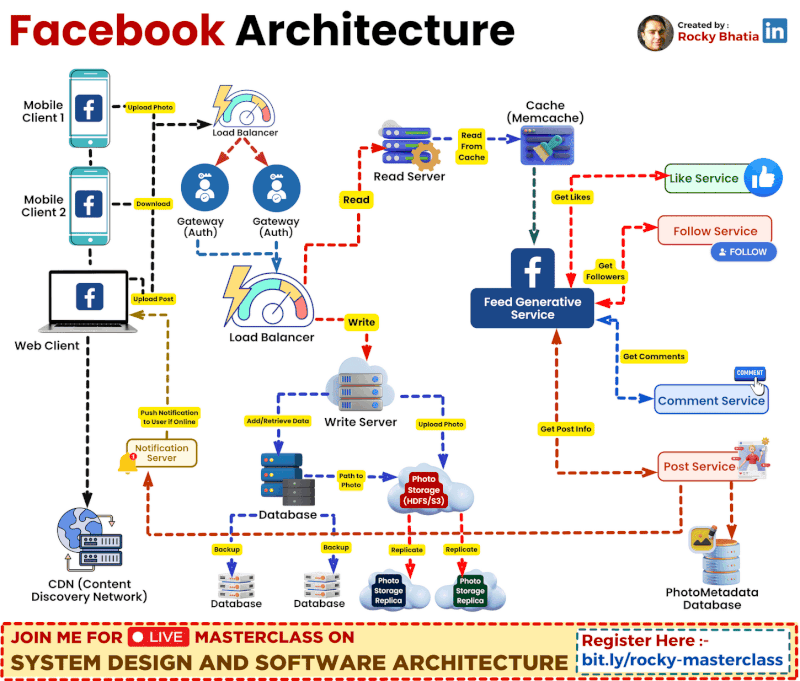 Facebook Architecture
Created by :
Rocky Bhatia
in
Mobile
Client 1
Upload Photo
Load Balancer
Mobile
Client 2
Download
Gateway
(Auth)
Gateway
(Auth)
Read
Read Server
Read
From
Cache
Cache
(Memcache)
Like Service
Get Likes
Follow Service
FOLLOW
Get
Followers
Feed Generative
Service
Upload Post
Web Client
Load Balancer
Write
Get Comments
COMMENT
Comment Service
Write Server
Push Notification
to User if Online
Notification
Server
1
Add/Retrieve Data
Upload Photo
Get Post Info
Post Service
Database
Path to
Photo
Photo
Storage
(HDFS/S3)
Backup
Backup
Replicate
Replicate
Database
Database
Photo
Storage
Replica
Photo
Storage
Replica
CDN (Content
Discovery Network)
PhotoMetadata
Database
JOIN ME FOR LIVE MASTERCLASS ON
SYSTEM DESIGN AND SOFTWARE ARCHITECTURE
Register Here :-
bit.ly/rocky-masterclass